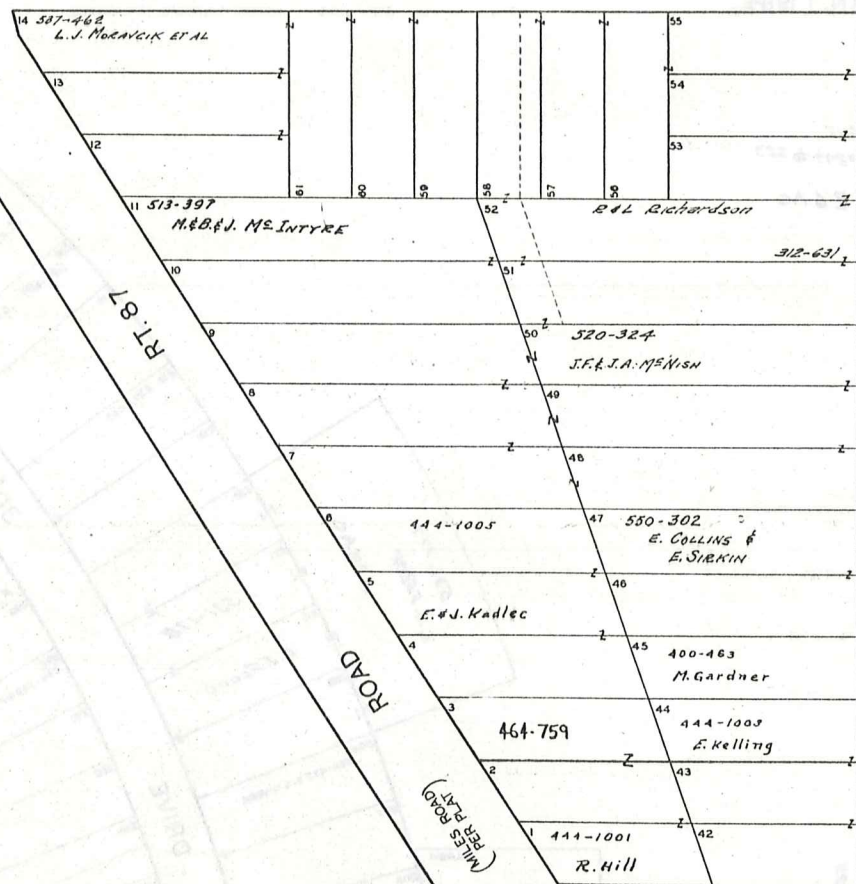 14 587-462
L.J. MORAVCIK ET AL
55
13
54
12
53
11 513-397
M.&B.&J. McINTYRE
61
60
59
58
57
56
52
R&L Richardson
10
51
312-631
RT. 87
9
50
520-324
J.F.& J.A. McNISH
8
49
7
48
6
444-1005
47
550-302
E. COLLINS &
E. SIRKIN
5
46
E.&J. Kadlec
4
45
400-463
M. Gardner
ROAD
3
44
464-759
444-1003
E. Kelling
2
43
(MILES ROAD)
PER PLAT
1
444-1001
42
R. Hill
DRIVE